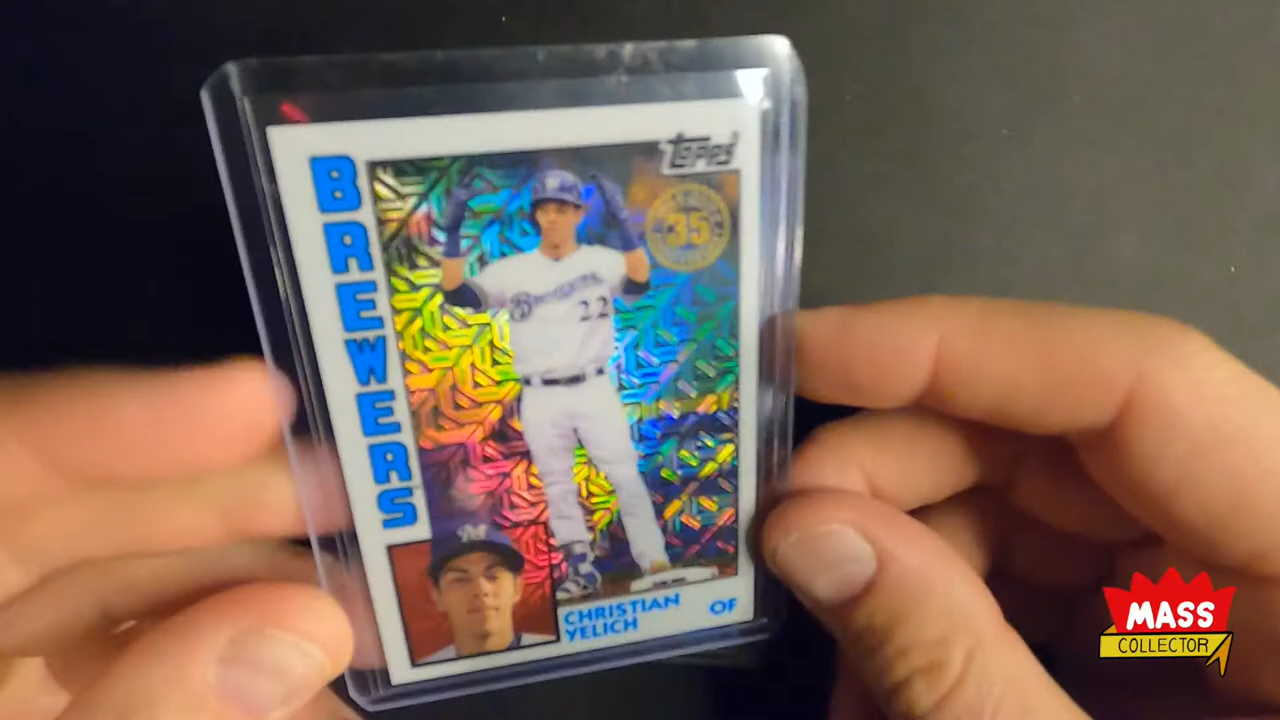 BREWERS
Topps
35
Brewers
22
M
CHRISTIAN
YELICH
OF
MASS
COLLECTOR